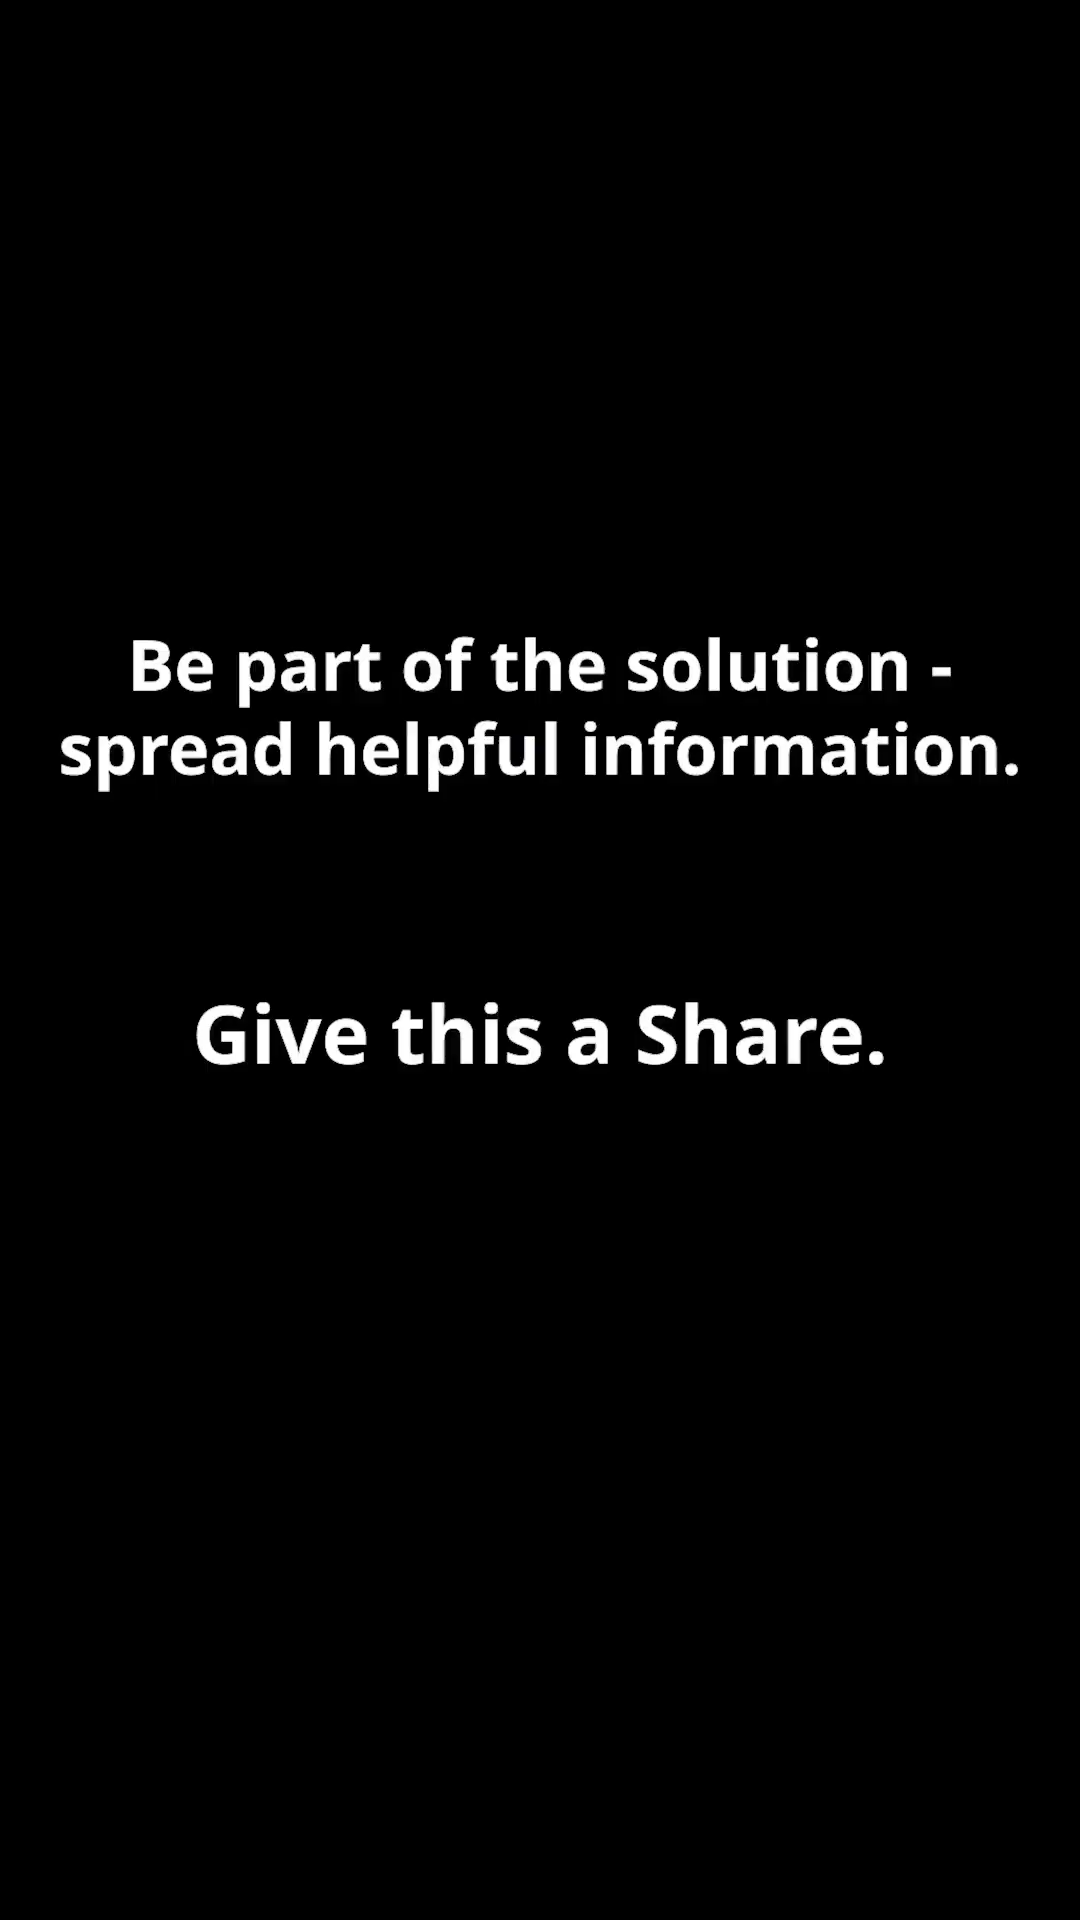 Be part of the solution -
spread helpful information.
Give this a Share.